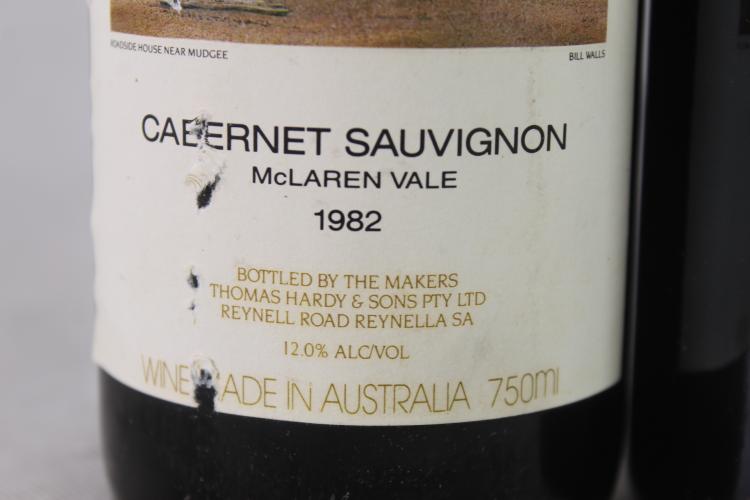 ROADSIDE HOUSE NEAR MUDGEE
BILL WALLS
CABERNET SAUVIGNON
McLAREN VALE
1982
BOTTLED BY THE MAKERS
THOMAS HARDY & SONS PTY LTD
REYNELL ROAD REYNELLA SA
12.0% ALC/VOL
WINE MADE IN AUSTRALIA 750ml